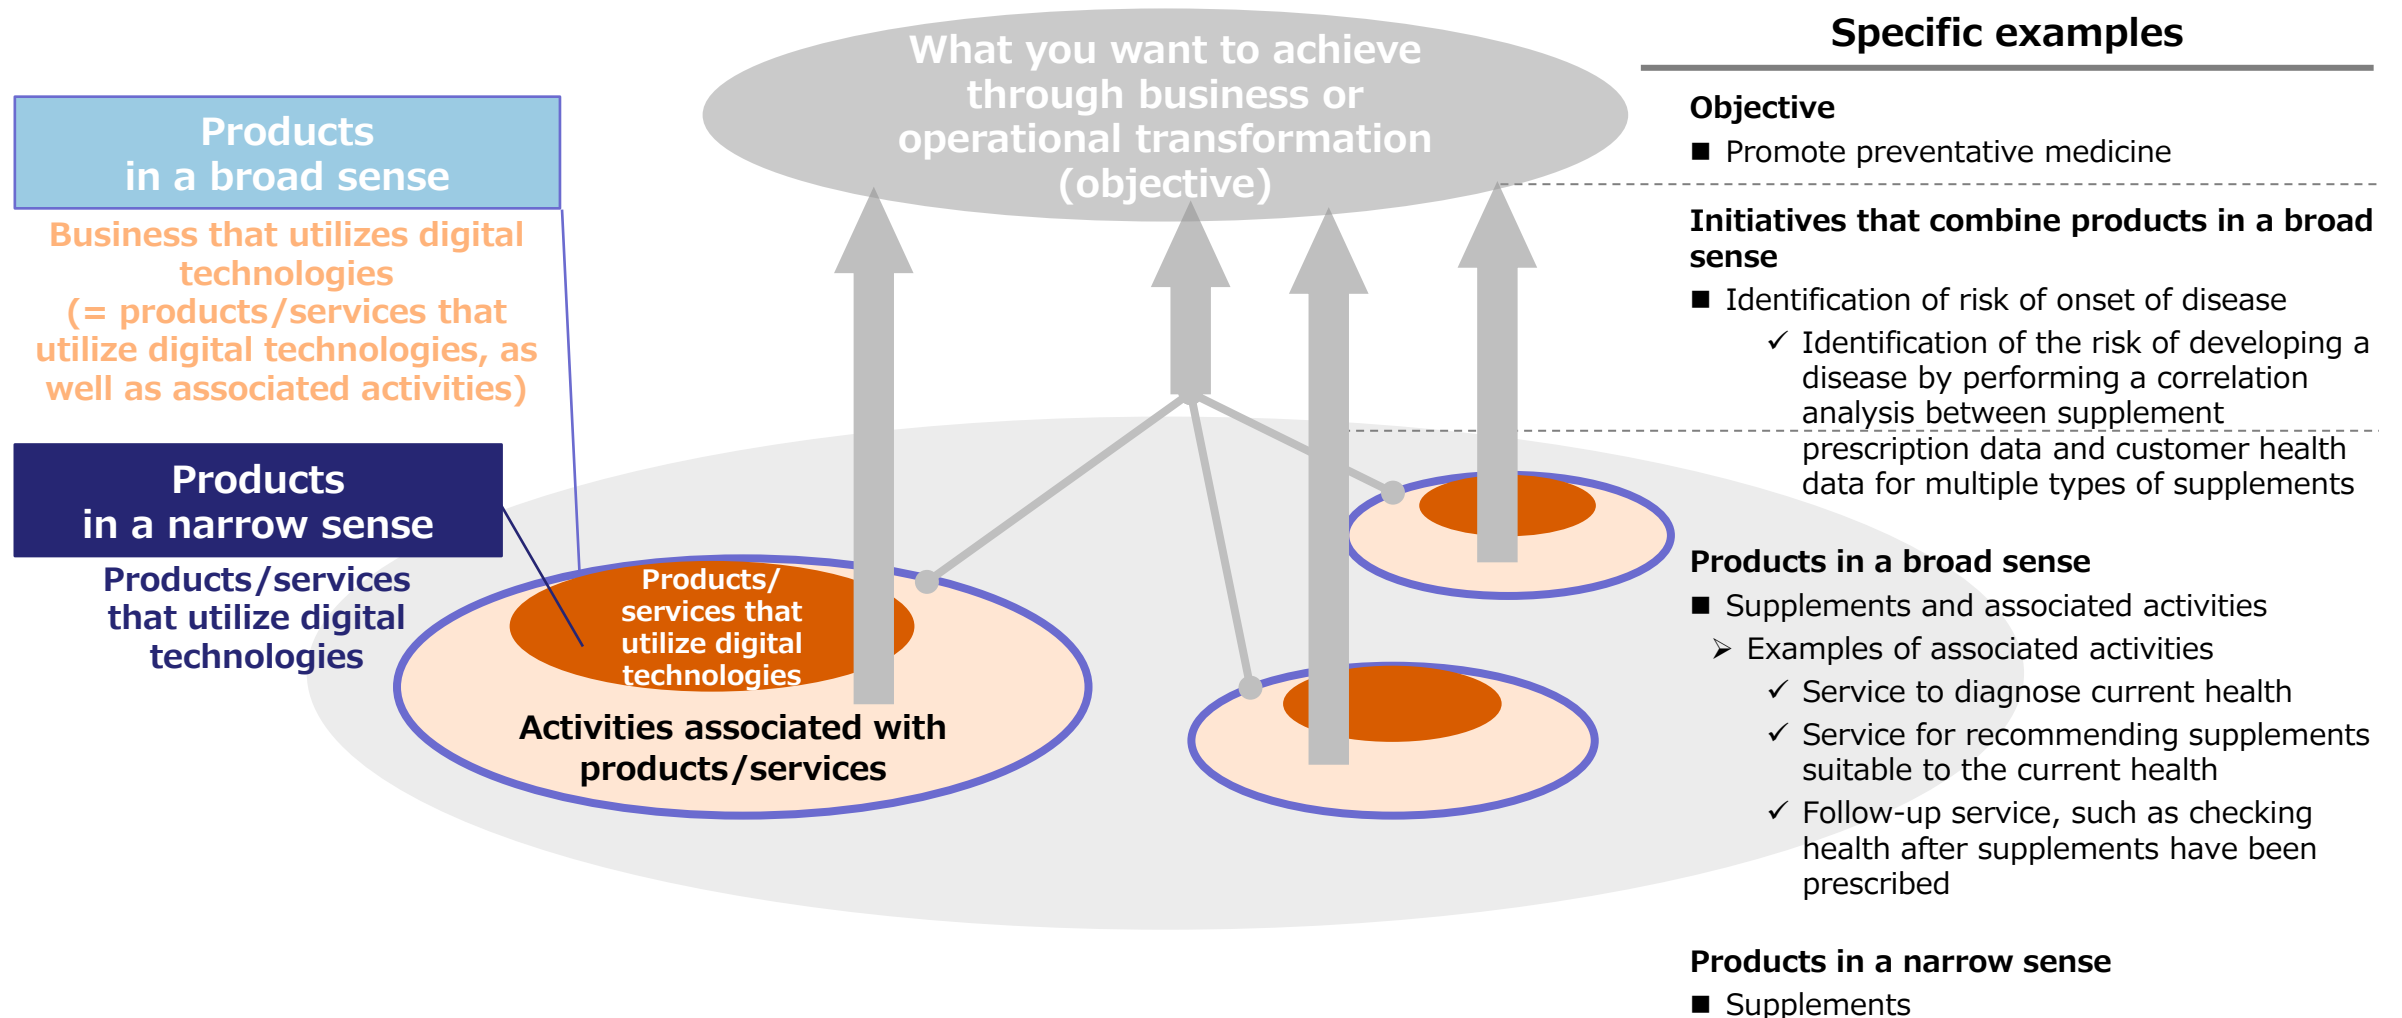 What you want to achieve
through business or
operational transformation
(objective)
Products
in a broad sense
Business that utilizes digital
technologies
(= products/services that
utilize digital technologies, as
well as associated activities)
Products
in a narrow sense
Products/services
that utilize digital
technologies
Products/
services that
utilize digital
technologies
Activities associated with
products/services
Specific examples
Objective
■ Promote preventative medicine
Initiatives that combine products in a broad
sense
■ Identification of risk of onset of disease
✓ Identification of the risk of developing a
disease by performing a correlation
analysis between supplement
prescription data and customer health
data for multiple types of supplements
Products in a broad sense
■ Supplements and associated activities
➢ Examples of associated activities
✓ Service to diagnose current health
✓ Service for recommending supplements
suitable to the current health
✓ Follow-up service, such as checking
health after supplements have been
prescribed
Products in a narrow sense
■ Supplements